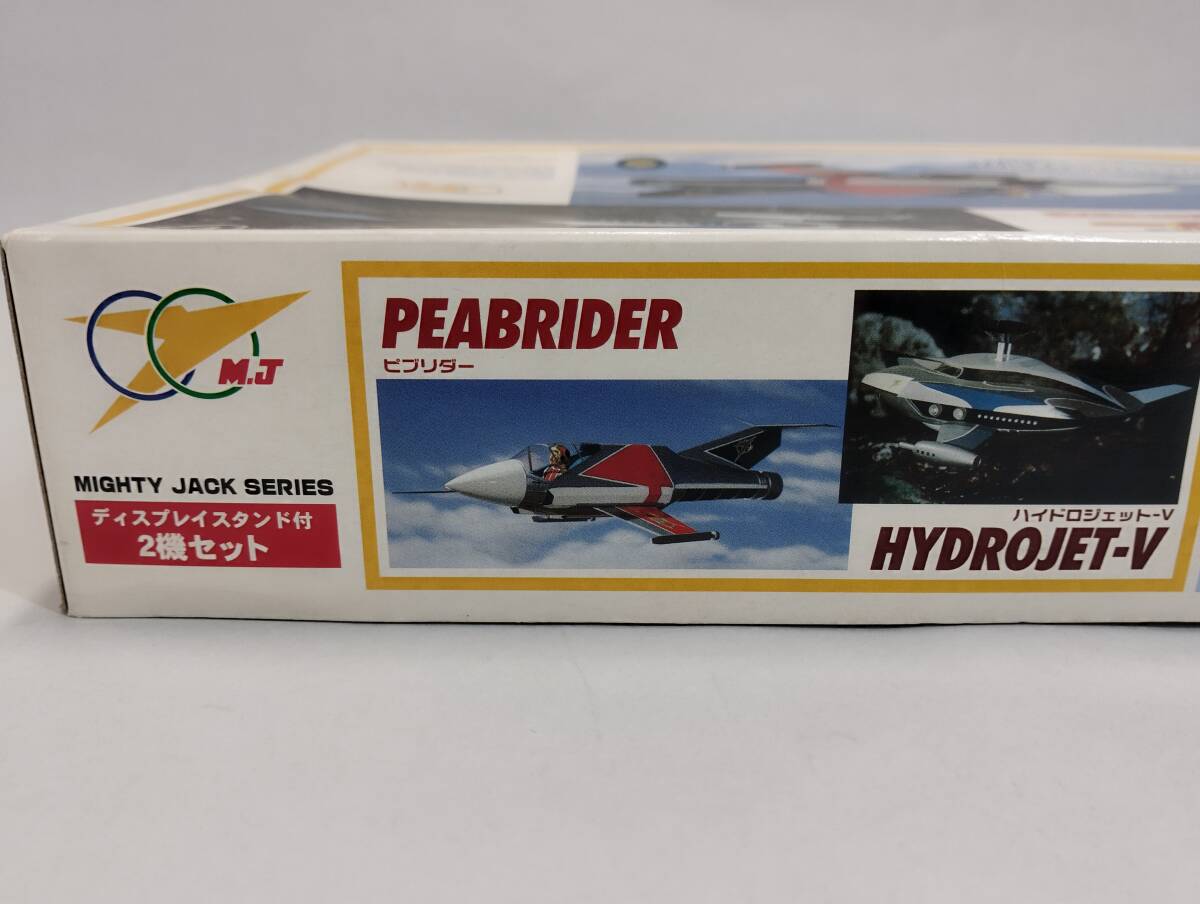 M.J
MIGHTY JACK SERIES
ディスプレイスタンド付
2機セット
PEABRIDER
ピブリダー
ハイドロジェット-V
HYDROJET-V